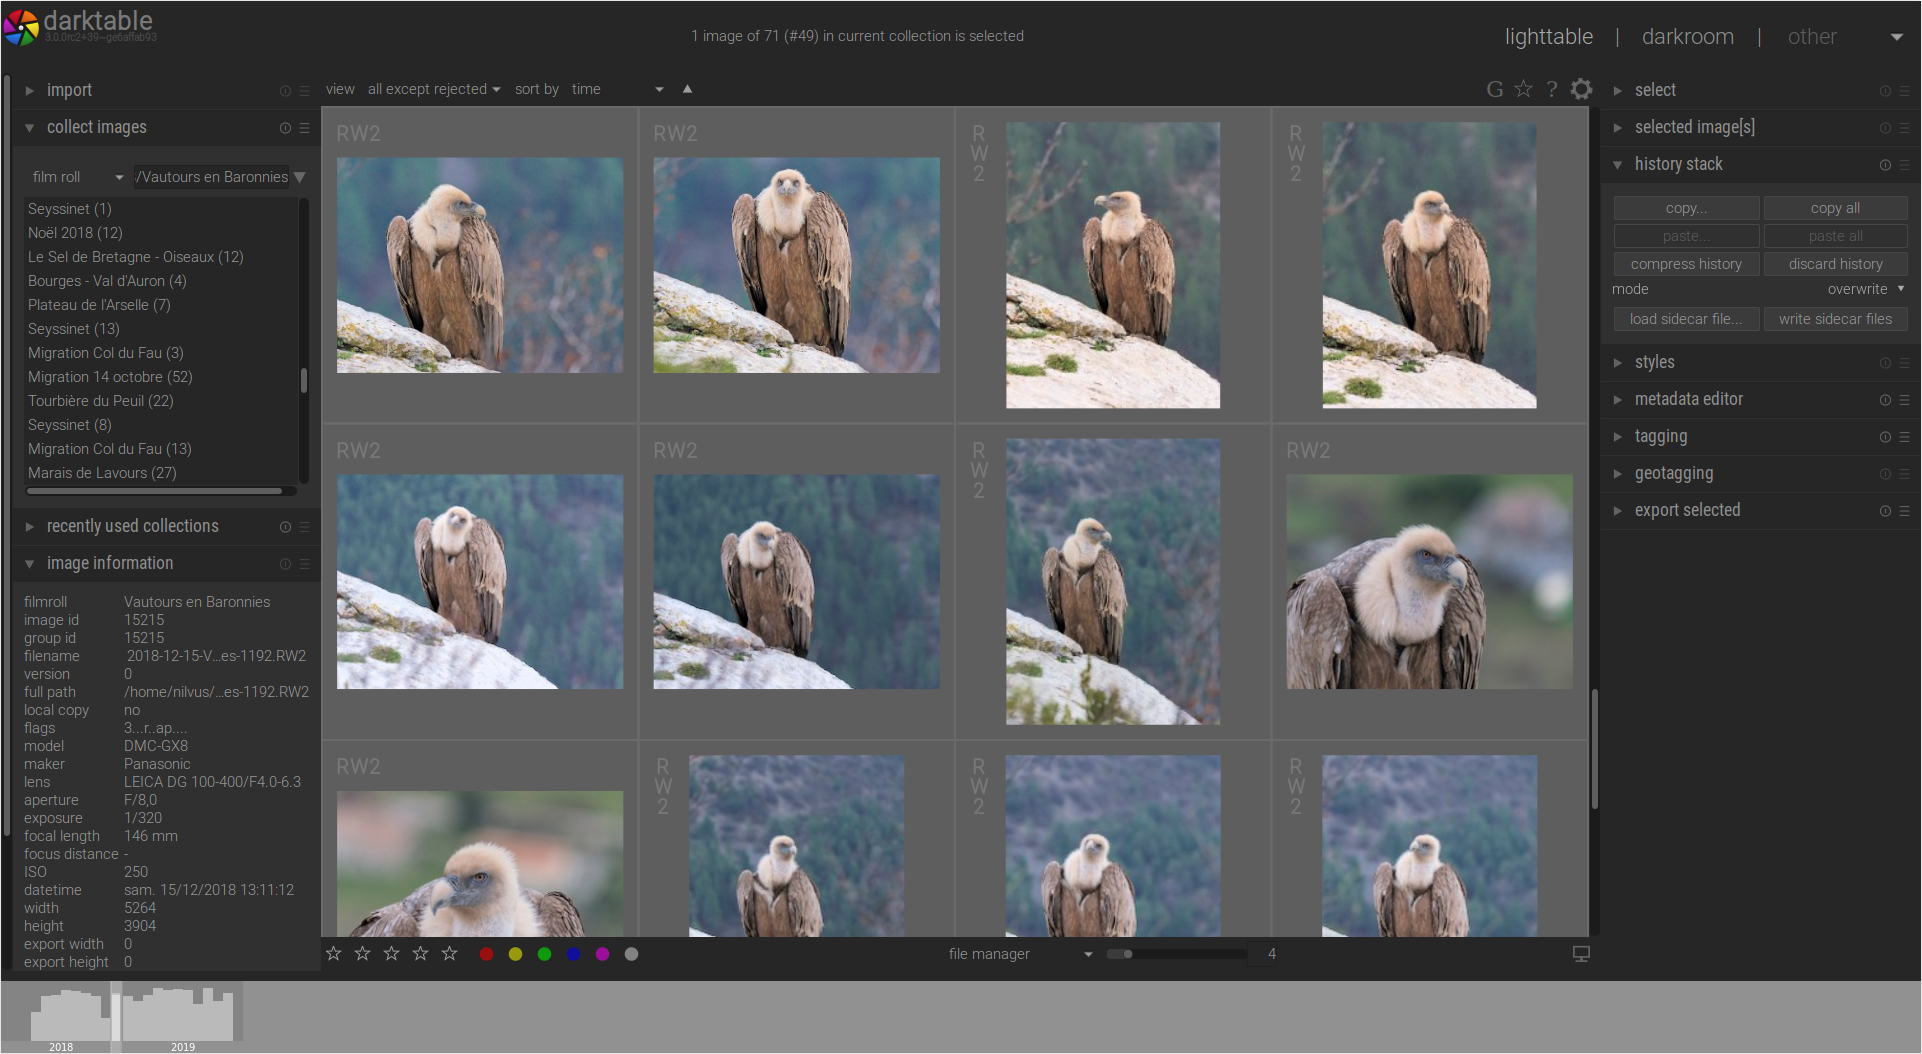 darktable
3.0.0rc2+39~ge6affab93
1 image of 71 (#49) in current collection is selected
lighttable | darkroom | other
import
collect images
film roll
/Vautours en Baronnies
Seyssinet (1)
Noël 2018 (12)
Le Sel de Bretagne - Oiseaux (12)
Bourges - Val d'Auron (4)
Plateau de l'Arselle (7)
Seyssinet (13)
Migration Col du Fau (3)
Migration 14 octobre (52)
Tourbière du Peuil (22)
Seyssinet (8)
Migration Col du Fau (13)
Marais de Lavours (27)
recently used collections
image information
filmroll Vautours en Baronnies
image id 15215
group id 15215
filename 2018-12-15-V...es-1192.RW2
version 0
full path /home/nilvus/...es-1192.RW2
local copy no
flags 3...r..ap....
model DMC-GX8
maker Panasonic
lens LEICA DG 100-400/F4.0-6.3
aperture F/8,0
exposure 1/320
focal length 146 mm
focus distance -
ISO 250
datetime sam. 15/12/2018 13:11:12
width 5264
height 3904
export width 0
export height 0
view all except rejected sort by time
G ?
RW2
RW2
RW2
RW2
RW2
RW2
RW2
RW2
RW2
RW2
RW2
RW2
file manager 4
select
selected image[s]
history stack
copy... copy all
paste... paste all
compress history discard history
mode overwrite
load sidecar file... write sidecar files
styles
metadata editor
tagging
geotagging
export selected
2018 2019